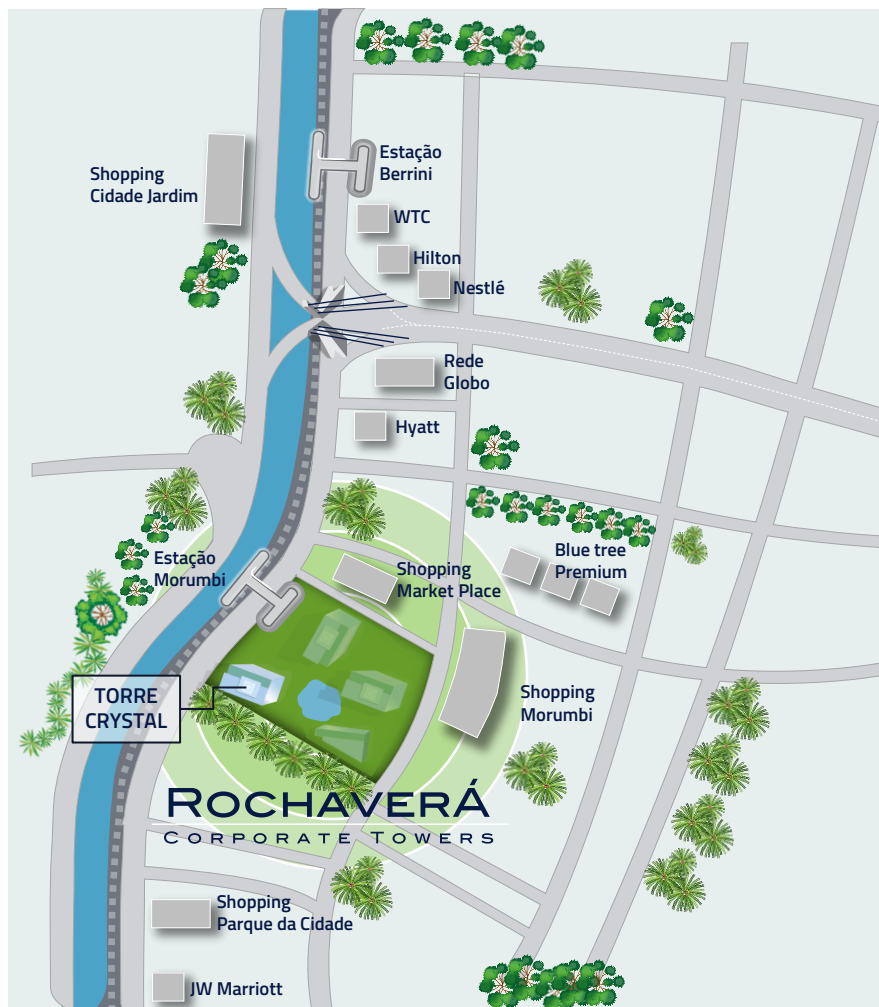 Estação
Berrini
Shopping
Cidade Jardim
WTC
Hilton
Nestlé
Rede
Globo
Hyatt
Estação
Morumbi
Shopping
Market Place
Blue tree
Premium
TORRE
CRYSTAL
Shopping
Morumbi
ROCHAVERÁ
CORPORATE TOWERS
Shopping
Parque da Cidade
JW Marriott